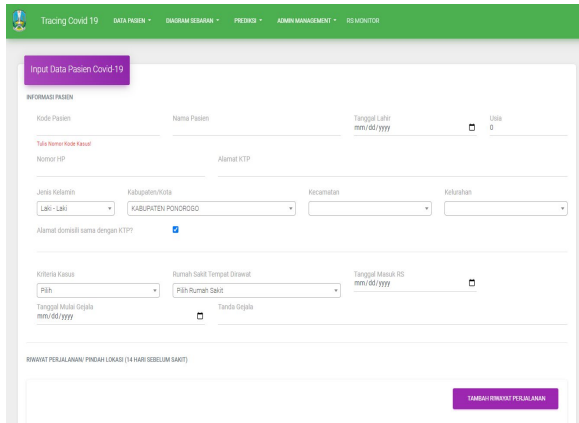 Tracing Covid 19 DATA PASIEN DIAGRAM SEBARAN PREDIKSI ADMIN MANAGEMENT RS MONITOR
Input Data Pasien Covid-19
INFORMASI PASIEN
Kode Pasien Nama Pasien Tanggal Lahir Usia
mm/dd/yyyy 0
Tulis Nomor Kode Kasus!
Nomor HP Alamat KTP
Jenis Kelamin Kabupaten/Kota Kecamatan Kelurahan
Laki - Laki KABUPATEN PONOROGO
Alamat domisili sama dengan KTP?
Kriteria Kasus Rumah Sakit Tempat Dirawat Tanggal Masuk RS
Pilih Pilih Rumah Sakit mm/dd/yyyy
Tanggal Mulai Gejala Tanda Gejala
mm/dd/yyyy
RIWAYAT PERJALANAN/ PINDAH LOKASI (14 HARI SEBELUM SAKIT)
TAMBAH RIWAYAT PERJALANAN